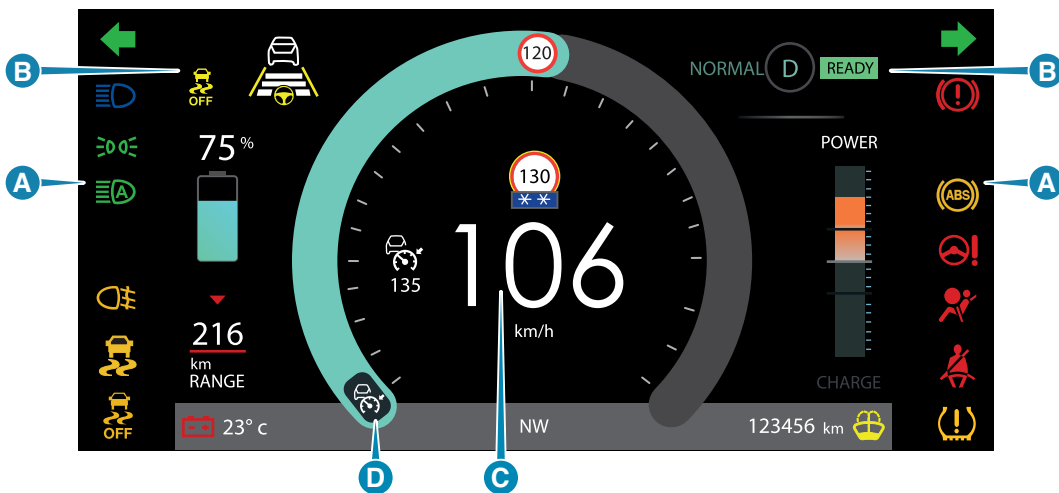 B
OFF
120
NORMAL D READY
B
75 %
130
POWER
A
A
A
ABS
106
135
km/h
216
km
RANGE
CHARGE
OFF
23° c
NW
123456 km
D
C